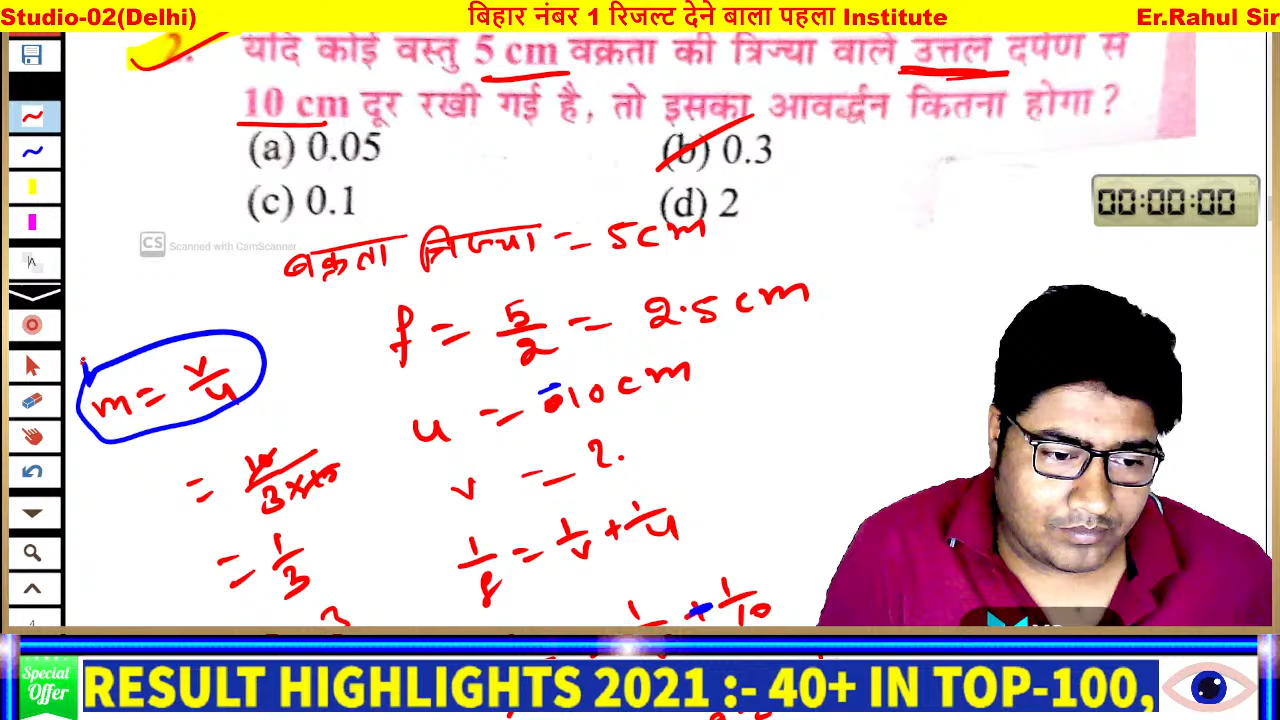 Studio-02(Delhi) बिहार नंबर 1 रिजल्ट देने बाला पहला Institute Er.Rahul Sir
यदि कोई वस्तु 5 cm वक्रता की त्रिज्या वाले उत्तल दर्पण से
10 cm दूर रखी गई है, तो इसका आवर्द्धन कितना होगा?
(a) 0.05 (b) 0.3
(c) 0.1 (d) 2
00:00:00
CS Scanned with CamScanner
वक्रता त्रिज्या = 5cm
f = 5/2 = 2.5 cm
m = v/u
u = -10cm
v = 2.
= 1/3
1/f = 1/v + 1/u
+ 1/10
Special Offer
RESULT HIGHLIGHTS 2021 :- 40+ IN TOP-100,